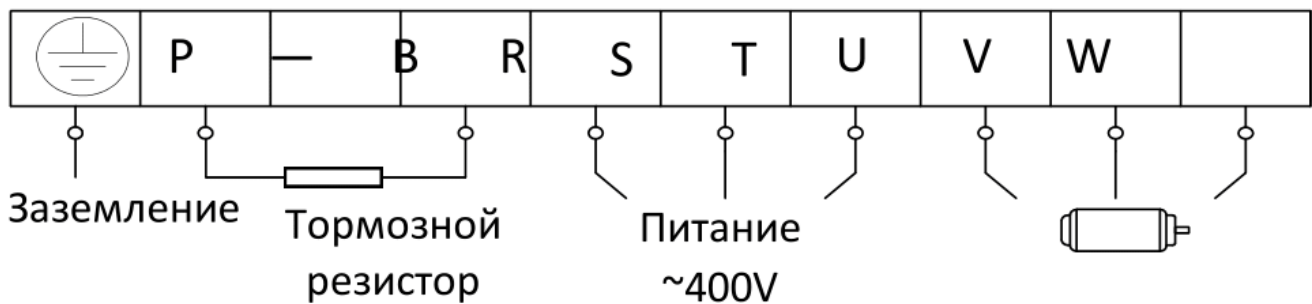 P — B R S T U V W
Заземление
Тормозной
резистор
Питание
~400V